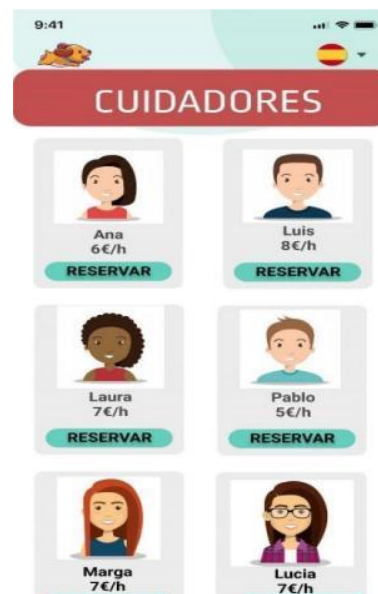 9:41
CUIDADORES
Ana
6€/h
RESERVAR
Luis
8€/h
RESERVAR
Laura
7€/h
RESERVAR
Pablo
5€/h
RESERVAR
Marga
7€/h
Lucia
7€/h